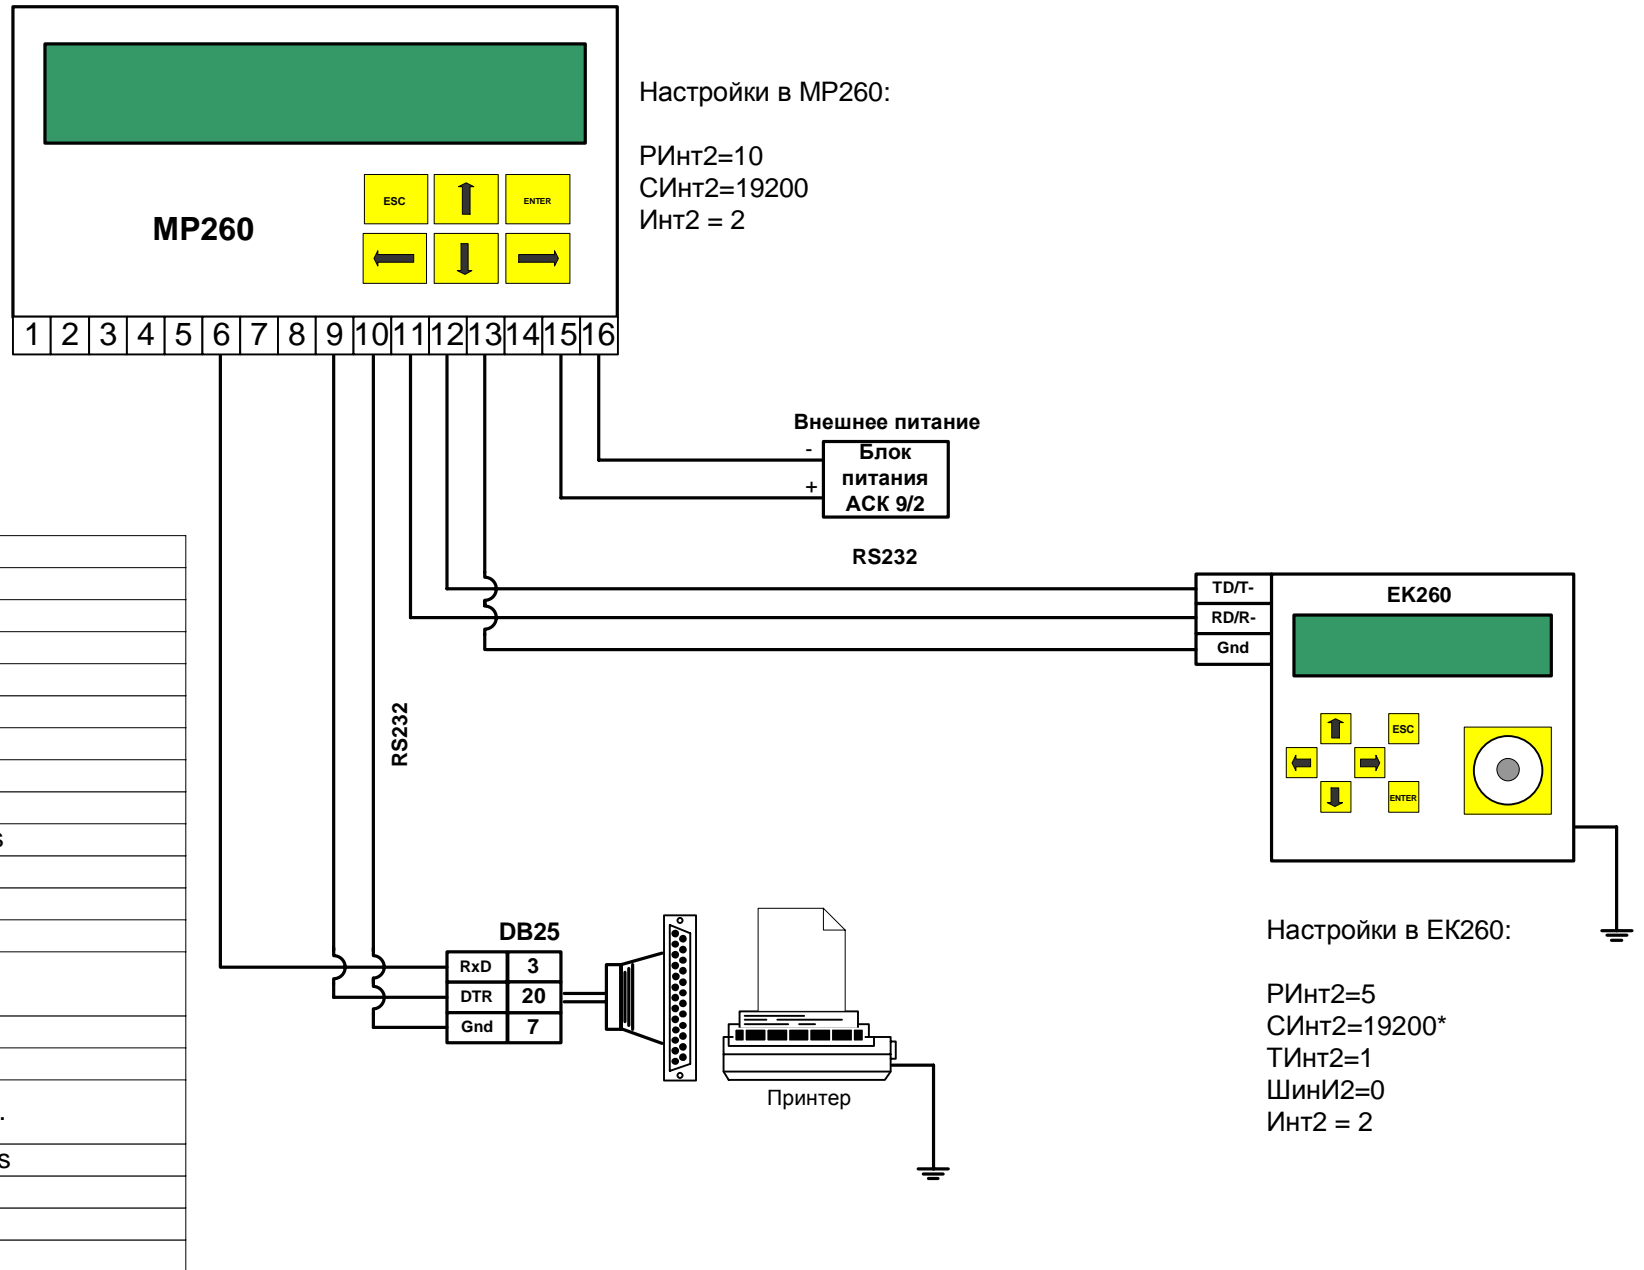 Настройки в МР260:
РИнт2=10
СИнт2=19200
Инт2 = 2
ESC
ENTER
МР260
1 2 3 4 5 6 7 8 9 10 11 12 13 14 15 16
Внешнее питание
-
+
Блок
питания
АСК 9/2
RS232
TD/T-
RD/R-
Gnd
EK260
ESC
ENTER
RS232
DB25
RxD 3
DTR 20
Gnd 7
Принтер
Настройки в ЕК260:
РИнт2=5
СИнт2=19200*
ТИнт2=1
ШинИ2=0
Инт2 = 2
s
.
s